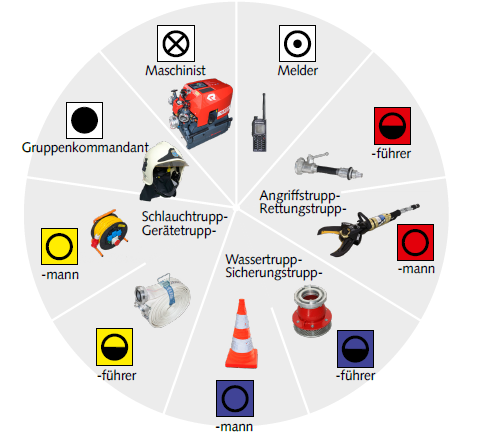 Maschinist
Melder
Gruppenkommandant
-führer
Angriffstrupp-
Rettungstrupp-
Schlauchtrupp-
Gerätetrupp-
-mann
-mann
Wassertrupp-
Sicherungstrupp-
-führer
-führer
-mann